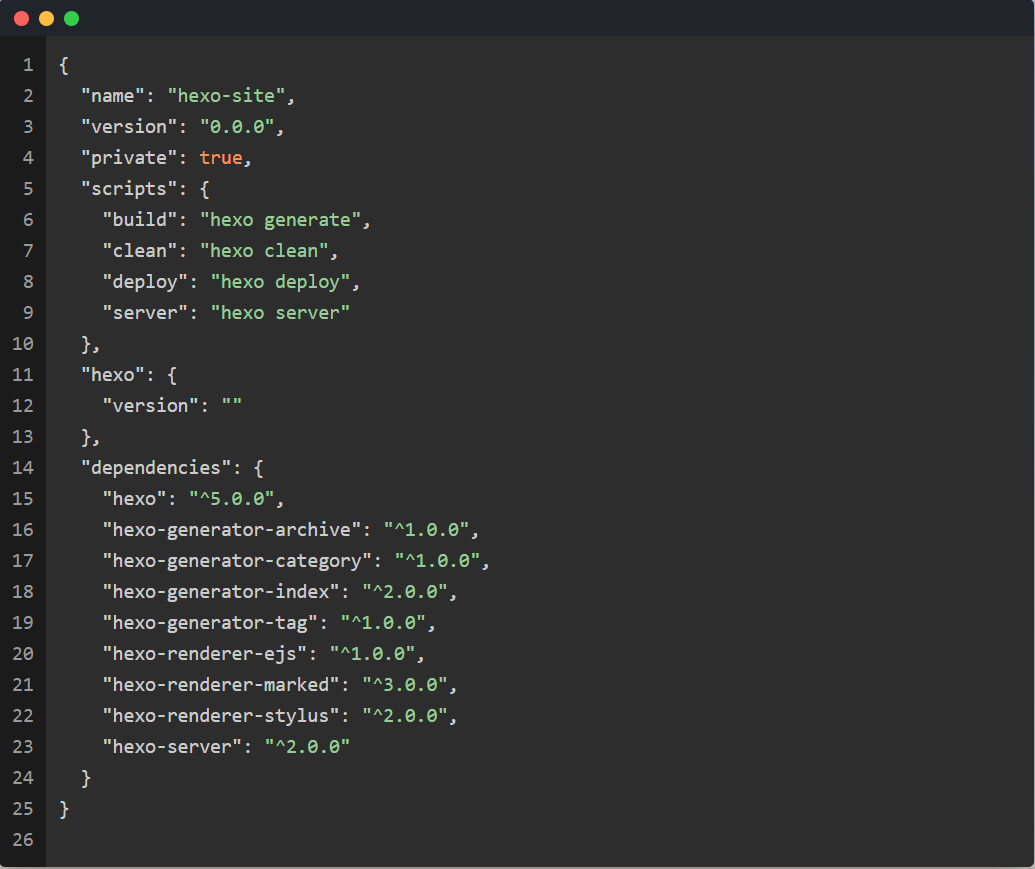 1 {
2   "name": "hexo-site",
3   "version": "0.0.0",
4   "private": true,
5   "scripts": {
6     "build": "hexo generate",
7     "clean": "hexo clean",
8     "deploy": "hexo deploy",
9     "server": "hexo server"
10   },
11   "hexo": {
12     "version": ""
13   },
14   "dependencies": {
15     "hexo": "^5.0.0",
16     "hexo-generator-archive": "^1.0.0",
17     "hexo-generator-category": "^1.0.0",
18     "hexo-generator-index": "^2.0.0",
19     "hexo-generator-tag": "^1.0.0",
20     "hexo-renderer-ejs": "^1.0.0",
21     "hexo-renderer-marked": "^3.0.0",
22     "hexo-renderer-stylus": "^2.0.0",
23     "hexo-server": "^2.0.0"
24   }
25 }
26